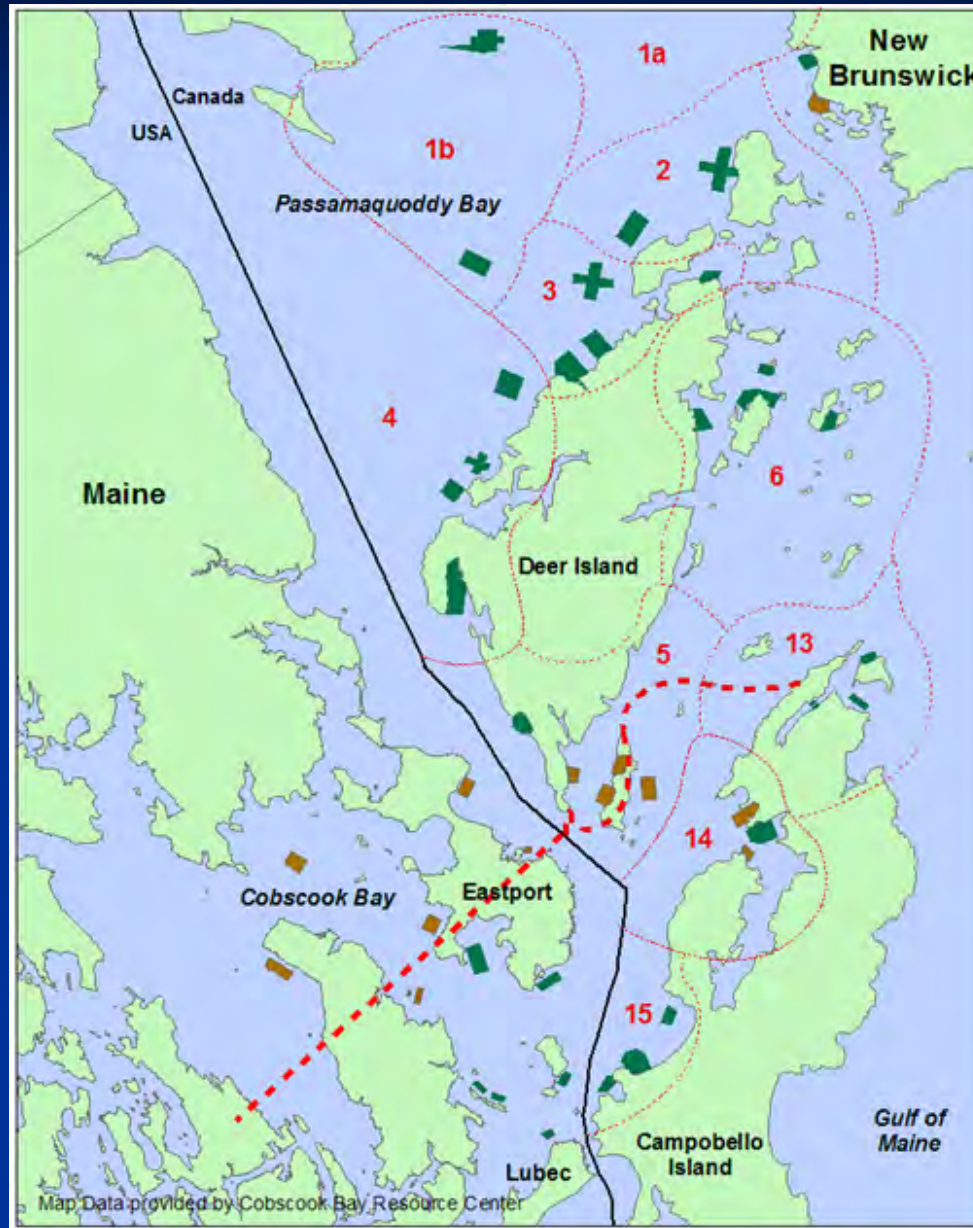 New
Brunswick
1a
Canada
USA
1b
2
Passamaquoddy Bay
3
4
Maine
6
Deer Island
5
13
14
Cobscook Bay
Eastport
15
Gulf of
Maine
Campobello
Island
Lubec
Map Data provided by Cobscook Bay Resource Center